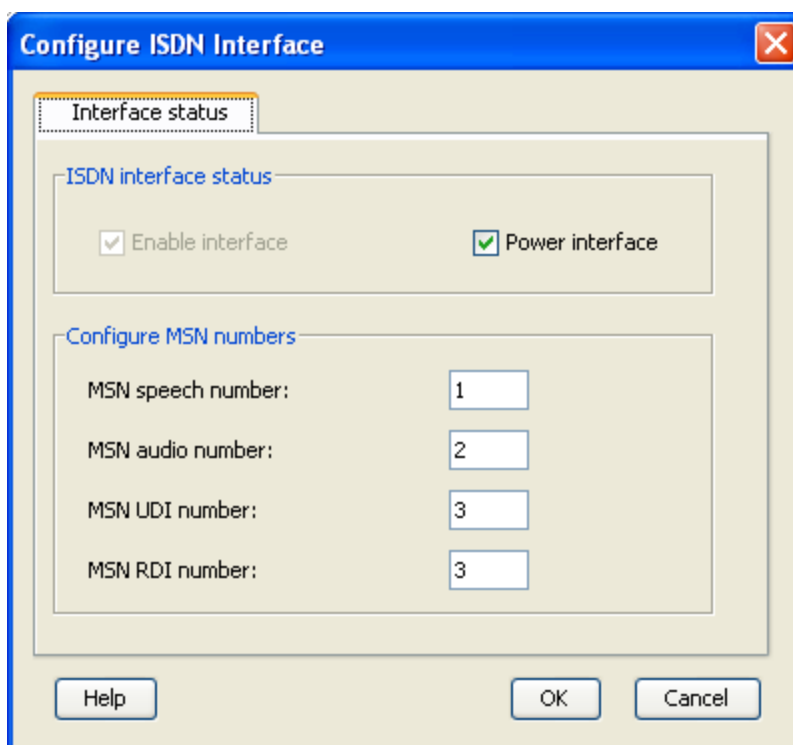 Configure ISDN Interface
Interface status
ISDN interface status
Enable interface
Power interface
Configure MSN numbers
MSN speech number: 1
MSN audio number: 2
MSN UDI number: 3
MSN RDI number: 3
Help
OK
Cancel